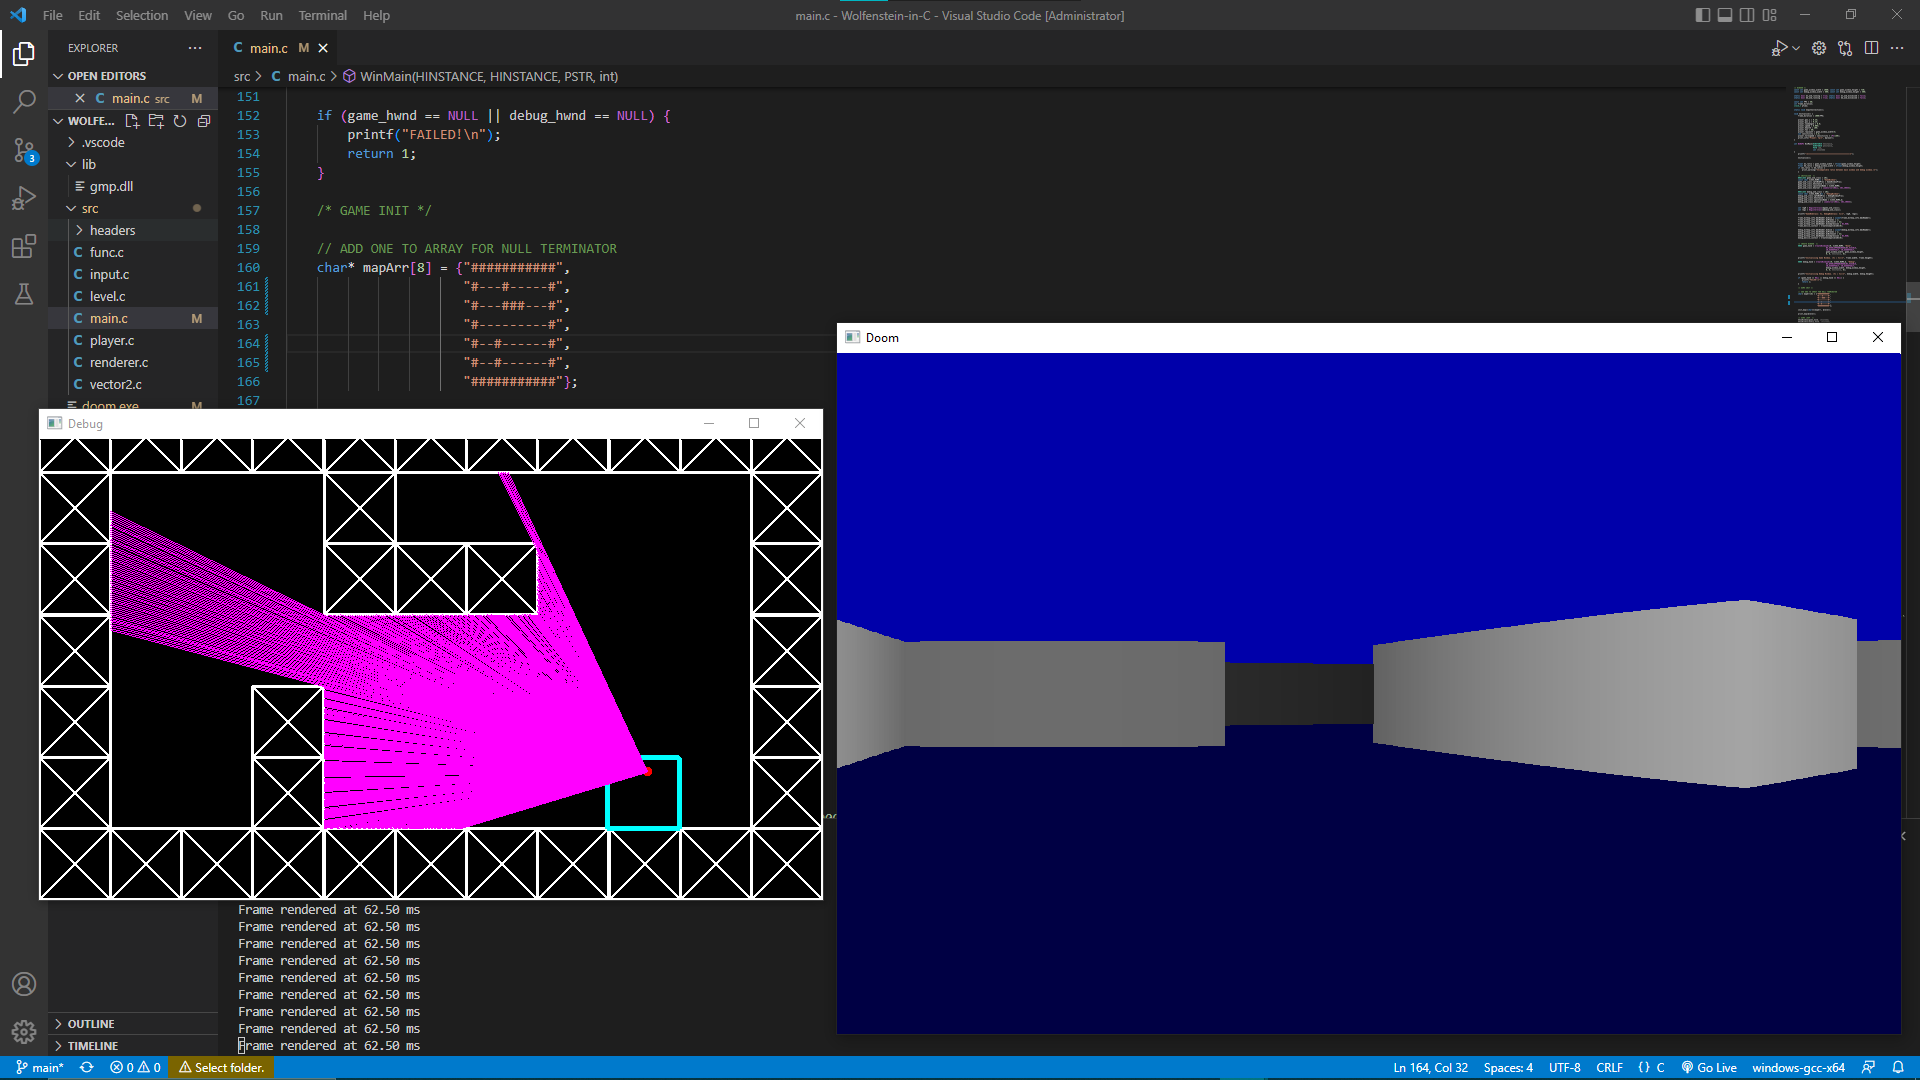 File Edit Selection View Go Run Terminal Help
main.c - Wolfenstein-in-C - Visual Studio Code [Administrator]
EXPLORER
main.c M
OPEN EDITORS
main.c src M
WOLFE...
.vscode
lib
gmp.dll
src
headers
func.c
input.c
level.c
main.c M
player.c
renderer.c
vector2.c
doom.exe M
src > C main.c > WinMain(HINSTANCE, HINSTANCE, PSTR, int)
151
152 if (game_hwnd == NULL || debug_hwnd == NULL) {
153 printf("FAILED!\n");
154 return 1;
155 }
156
157 /* GAME INIT */
158
159 // ADD ONE TO ARRAY FOR NULL TERMINATOR
160 char* mapArr[8] = {"###########",
161 "#---#-----#",
162 "#---###---#",
163 "#---------#",
164 "#--#------#",
165 "#--#------#",
166 "###########"};
167
Debug
Doom
Frame rendered at 62.50 ms
Frame rendered at 62.50 ms
Frame rendered at 62.50 ms
Frame rendered at 62.50 ms
Frame rendered at 62.50 ms
Frame rendered at 62.50 ms
Frame rendered at 62.50 ms
Frame rendered at 62.50 ms
Frame rendered at 62.50 ms
OUTLINE
TIMELINE
3
main* 0 0 Select folder. Ln 164, Col 32 Spaces: 4 UTF-8 CRLF {} C Go Live windows-gcc-x64